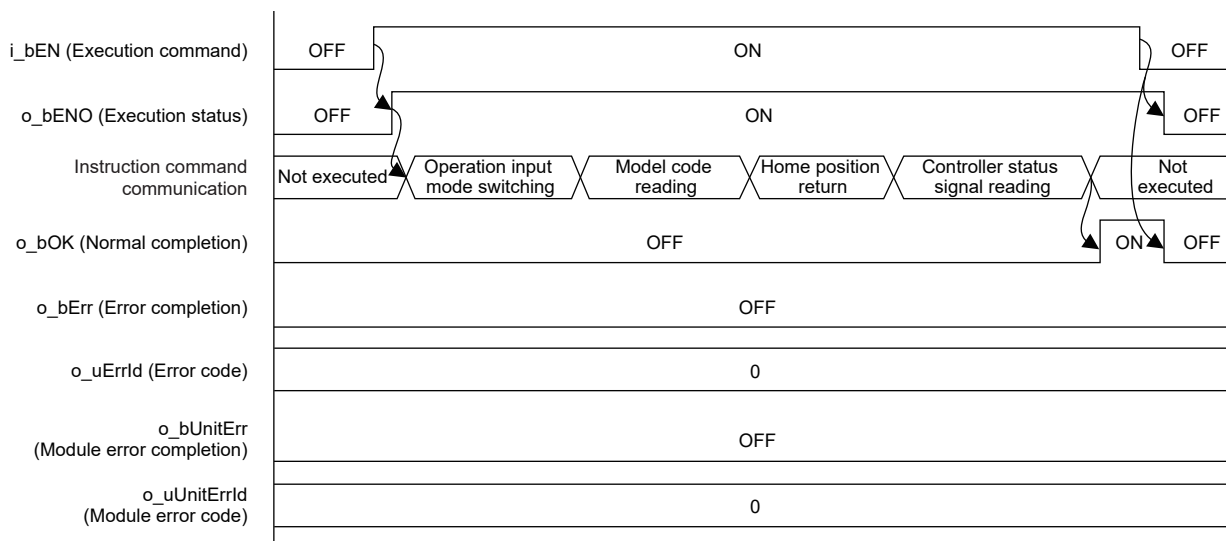 i_bEN (Execution command)
OFF
ON
OFF
o_bENO (Execution status)
OFF
ON
OFF
Instruction command
communication
Not executed
Operation input
mode switching
Model code
reading
Home position
return
Controller status
signal reading
Not
executed
o_bOK (Normal completion)
OFF
ON
OFF
o_bErr (Error completion)
OFF
o_uErrId (Error code)
0
o_bUnitErr
(Module error completion)
OFF
o_uUnitErrId
(Module error code)
0